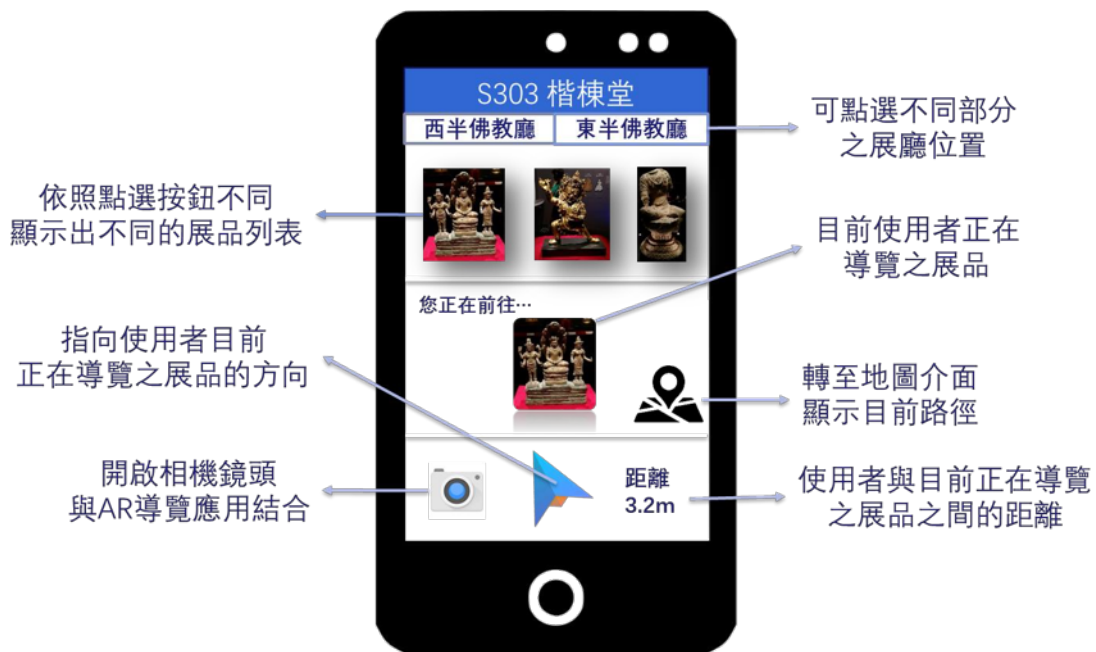 S303 楷棟堂
西半佛教廳
東半佛教廳
可點選不同部分
之展廳位置
依照點選按鈕不同
顯示出不同的展品列表
目前使用者正在
導覽之展品
您正在前往…
指向使用者目前
正在導覽之展品的方向
轉至地圖介面
顯示目前路徑
開啟相機鏡頭
與AR導覽應用結合
距離
3.2m
使用者與目前正在導覽
之展品之間的距離